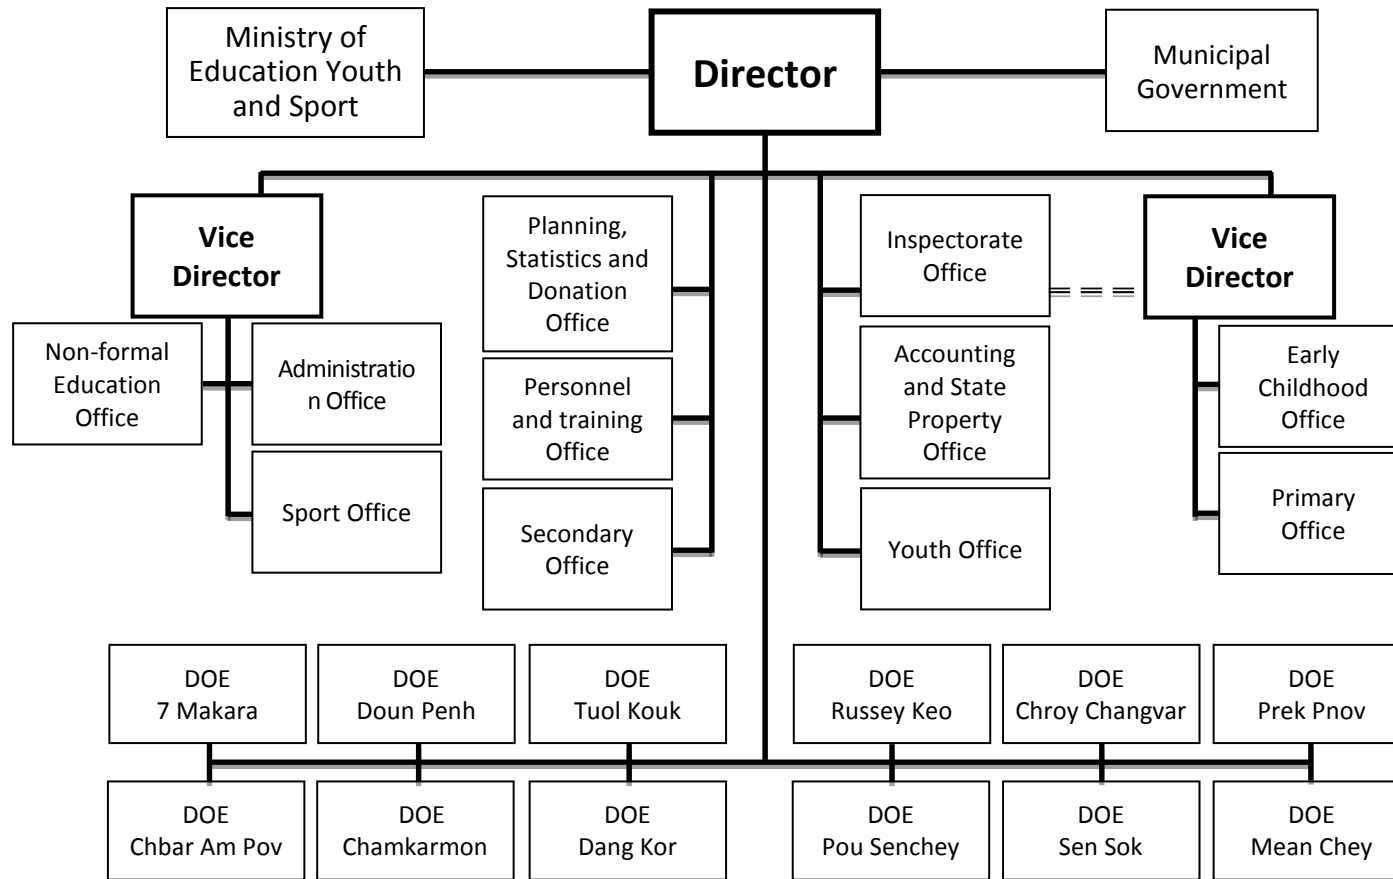 Ministry of
Education Youth
and Sport
Director
Municipal
Government
Vice
Director
Planning,
Statistics and
Donation
Office
Inspectorate
Office
Vice
Director
Non-formal
Education
Office
Administratio
n Office
Personnel
and training
Office
Accounting
and State
Property
Office
Early
Childhood
Office
Sport Office
Secondary
Office
Youth Office
Primary
Office
DOE
7 Makara
DOE
Doun Penh
DOE
Tuol Kouk
DOE
Russey Keo
DOE
Chroy Changvar
DOE
Prek Pnov
DOE
Chbar Am Pov
DOE
Chamkarmon
DOE
Dang Kor
DOE
Pou Senchey
DOE
Sen Sok
DOE
Mean Chey